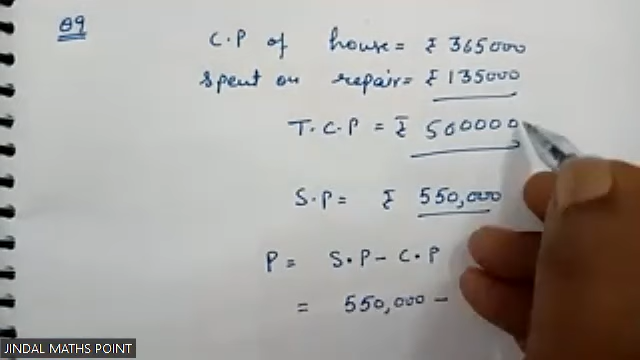 Q9
C.P of house = ₹ 365000
Spent on repair = ₹ 135000
T.C.P = ₹ 500000
S.P = ₹ 550,000
P = S.P - C.P
= 550,000 -
JINDAL MATHS POINT